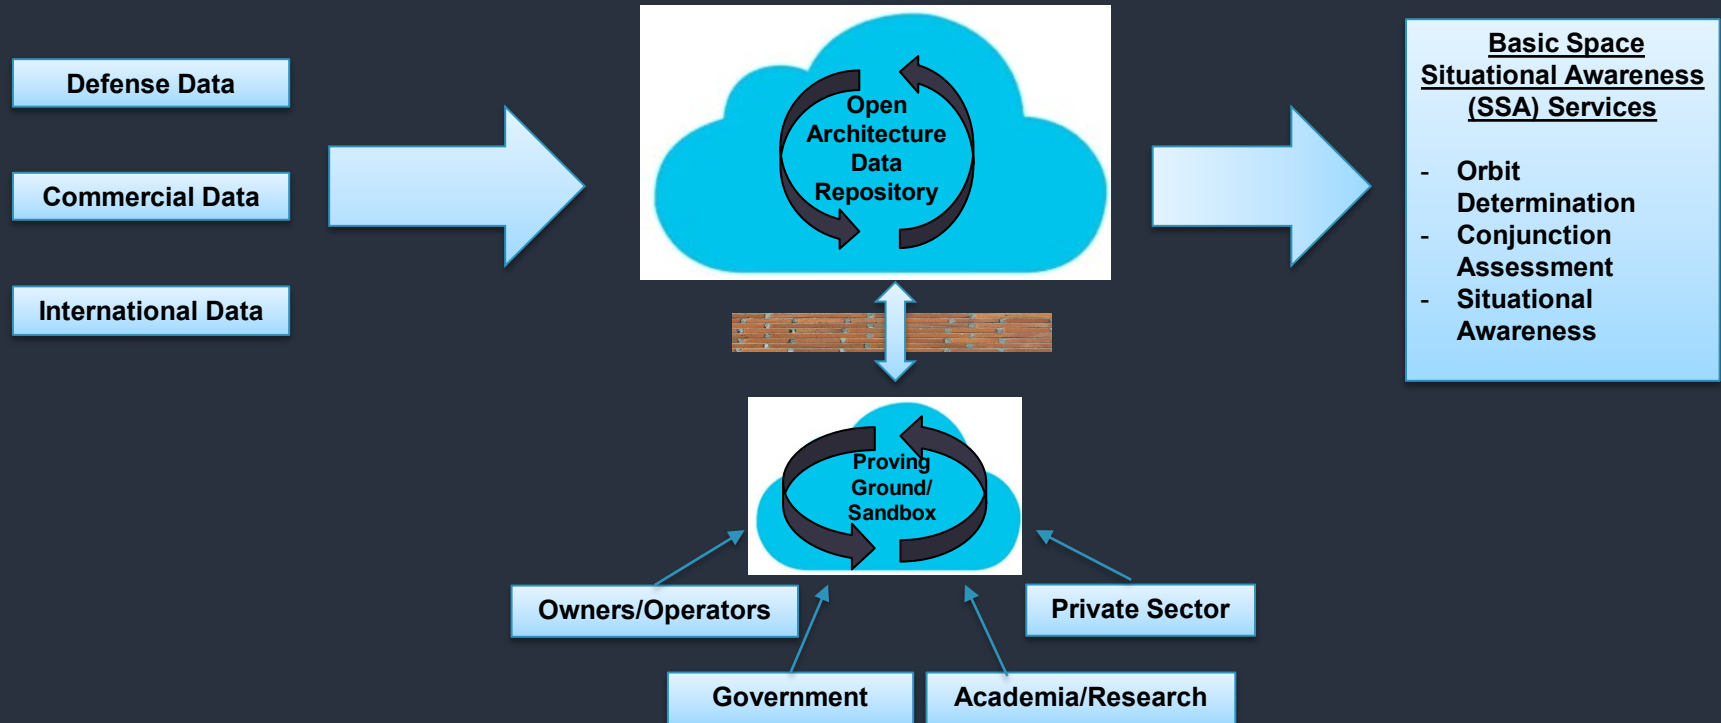 Defense Data
Commercial Data
International Data
Open
Architecture
Data
Repository
Basic Space
Situational Awareness
(SSA) Services
- Orbit
Determination
- Conjunction
Assessment
- Situational
Awareness
Proving
Ground/
Sandbox
Owners/Operators
Private Sector
Government
Academia/Research